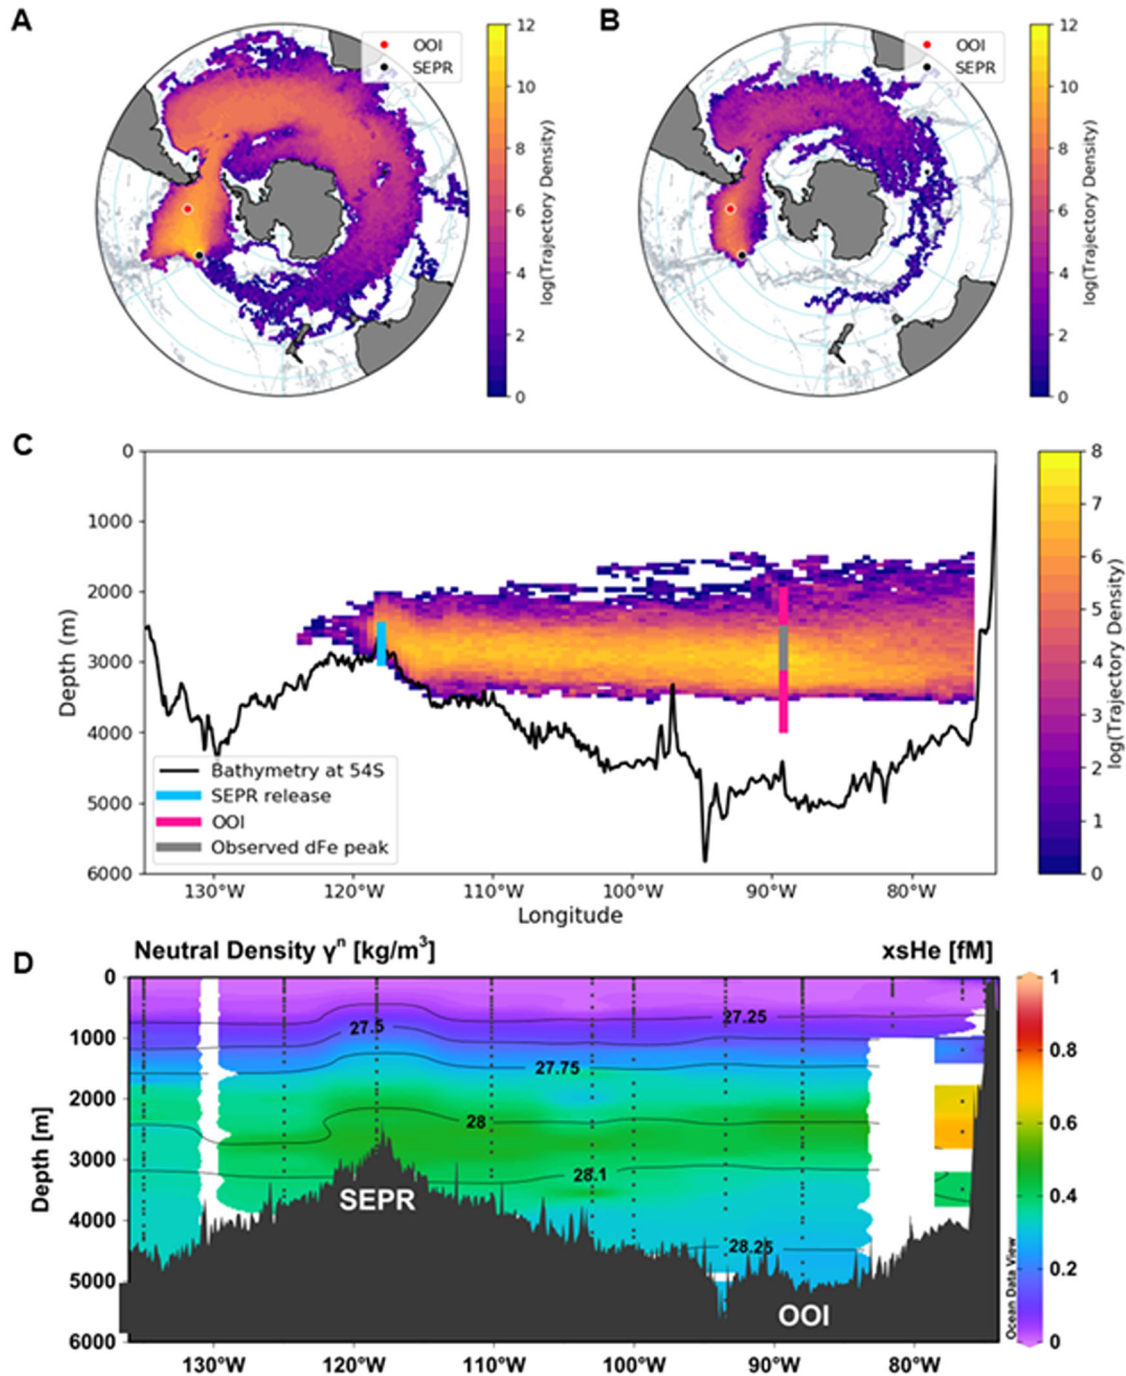 A
OOI
SEPR
12
10
8
6
4
2
0
log(Trajectory Density)
B
OOI
SEPR
12
10
8
6
4
2
0
log(Trajectory Density)
C
0
1000
2000
3000
4000
5000
6000
Depth (m)
Bathymetry at 54S
SEPR release
OOI
Observed dFe peak
130°W 120°W 110°W 100°W 90°W 80°W
Longitude
8
7
6
5
4
3
2
1
0
log(Trajectory Density)
D
Neutral Density γⁿ [kg/m³] xsHe [fM]
0
1000
2000
3000
4000
5000
6000
Depth [m]
27.25
27.5
27.75
28
28.1
28.25
SEPR
OOI
130°W 120°W 110°W 100°W 90°W 80°W
Ocean Data View
1
0.8
0.6
0.4
0.2
0